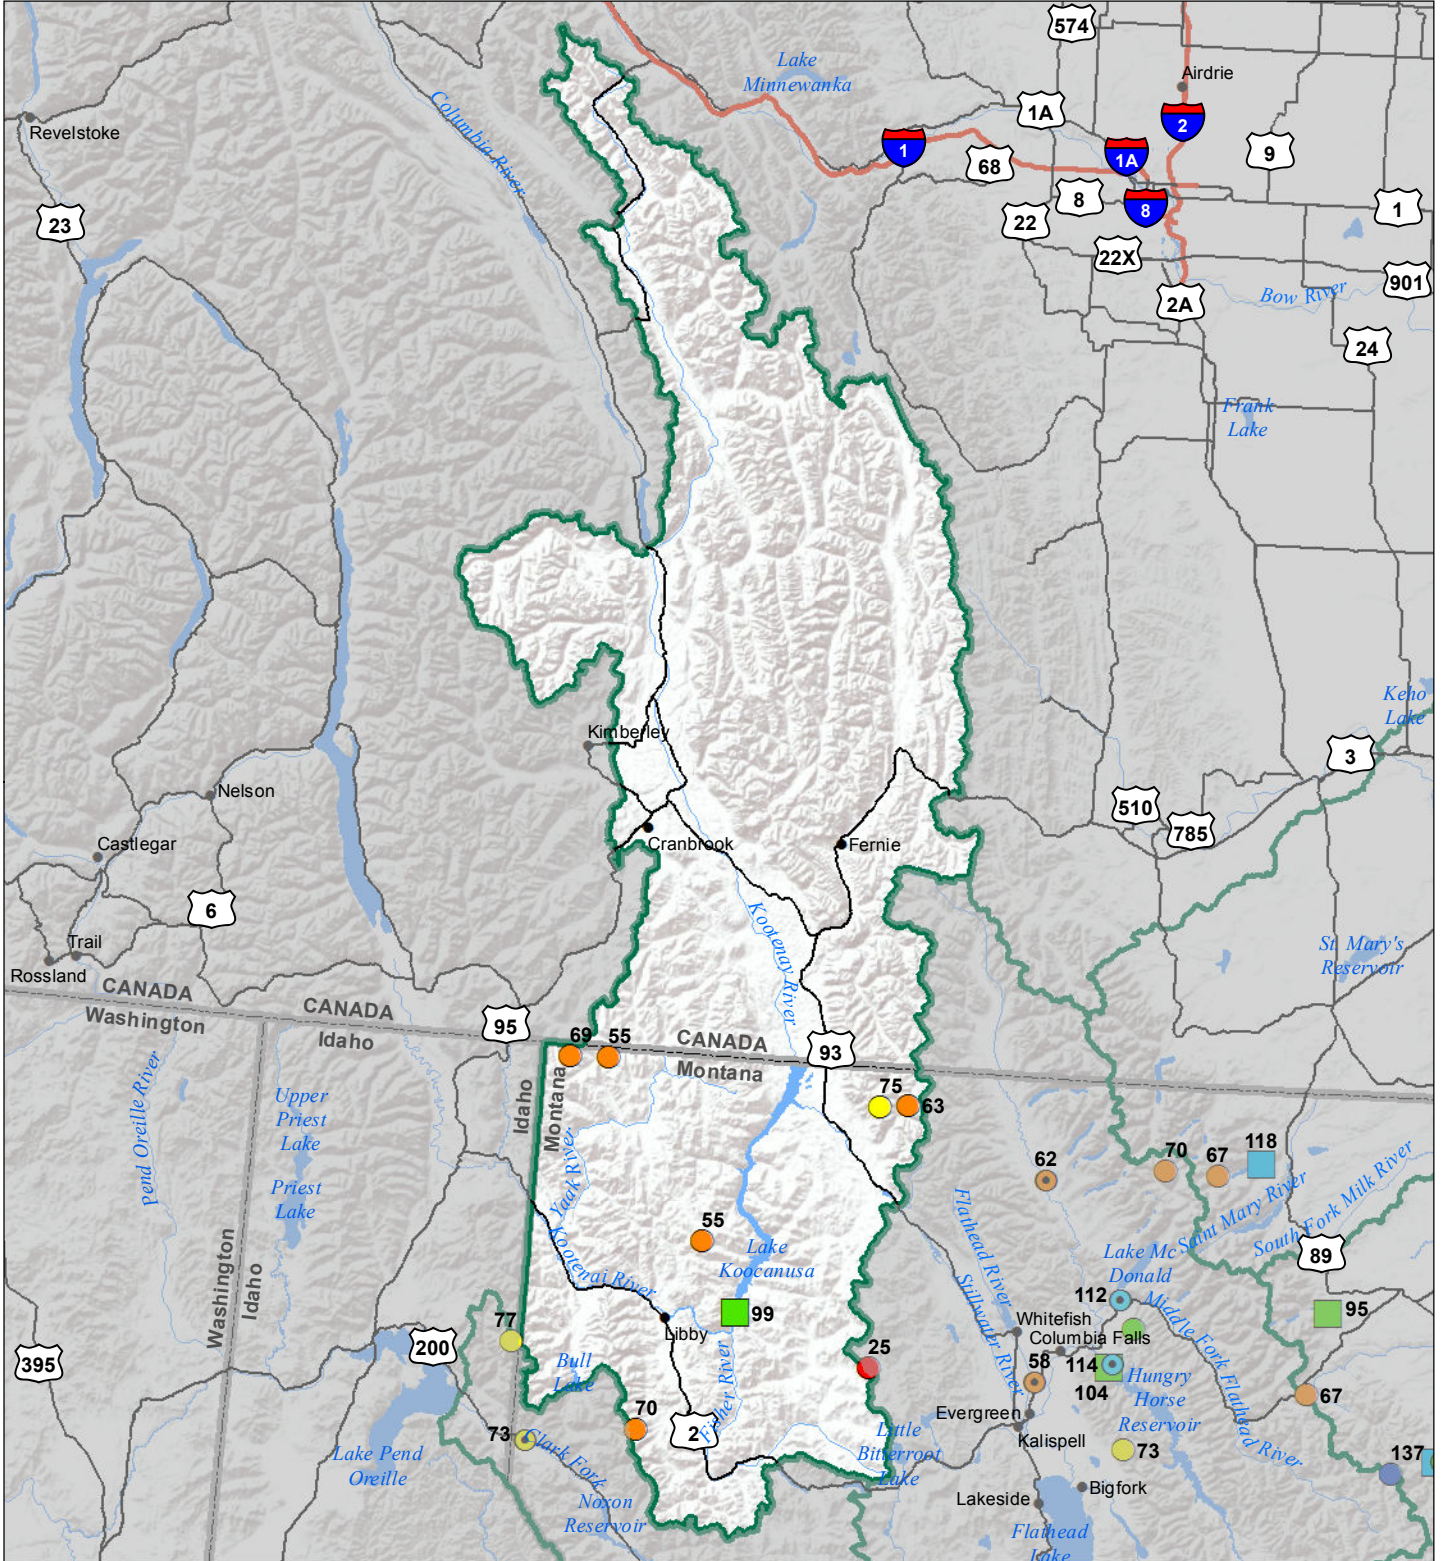 574
Lake
Minnewanka
Airdrie
Columbia River
1A
2
Revelstoke
1
68
1A
9
8
8
1
23
22
22X
901
2A
Bow River
24
Frank
Lake
Keho
Lake
Kimberley
3
Nelson
510
785
Castlegar
Cranbrook
Fernie
6
Kootenay River
Trail
St. Mary's
Reservoir
Rossland
CANADA
Washington
CANADA
Idaho
95
69
55
CANADA
Montana
93
75
63
Idaho
Montana
Pend Oreille River
Upper
Priest
Lake
Priest
Lake
Yaak River
62
70
67
118
Saint Mary River
South Fork Milk River
Flathead River
Washington
Idaho
55
Lake
Koocanusa
Kootenai River
Lake Mc
Donald
89
Stillwater River
112
Middle Fork Flathead River
95
99
Libby
Whitefish
Columbia Falls
77
200
395
Bull
Lake
Fisher River
25
58
114
104
Hungry
Horse
Reservoir
67
70
2
73
Clark Fork
Evergreen
Kalispell
73
Little
Bitterroot
Lake
137
Lake Pend
Oreille
Noxon
Reservoir
Bigfork
Lakeside
Flathead
Lake